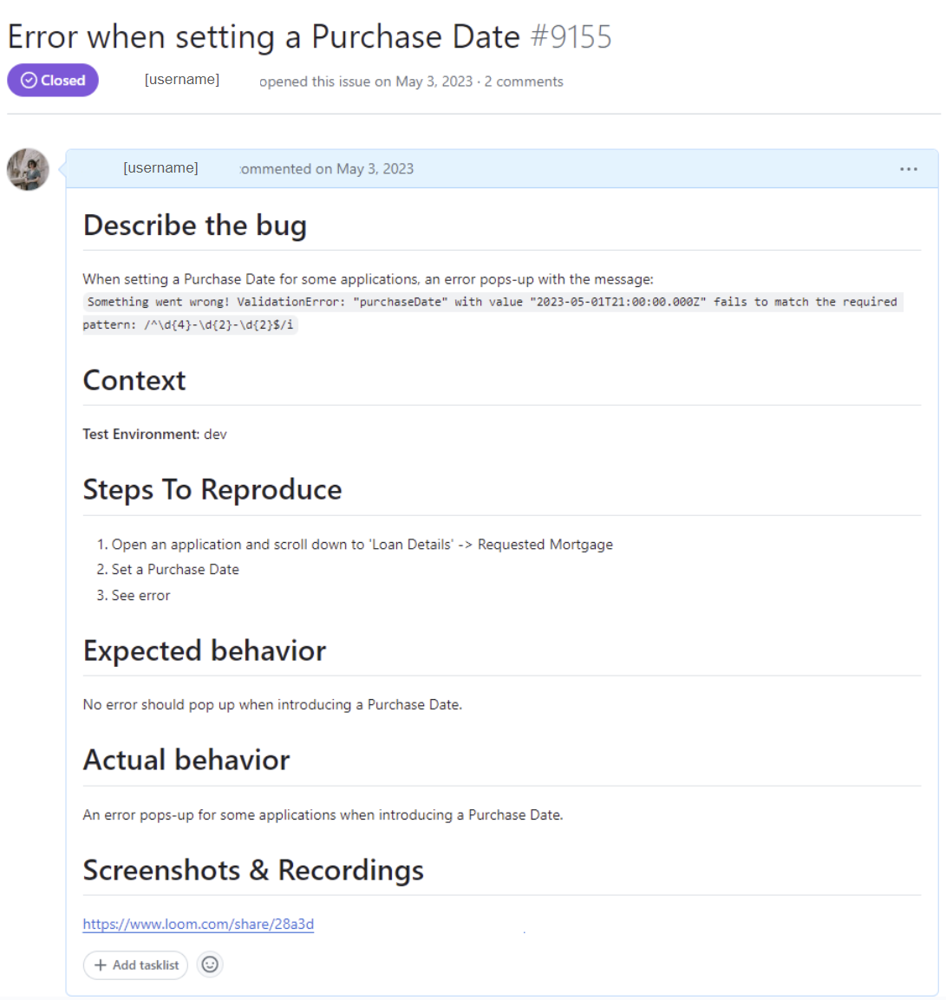 Error when setting a Purchase Date #9155
Closed [username] opened this issue on May 3, 2023 · 2 comments
[username] ommented on May 3, 2023
Describe the bug
When setting a Purchase Date for some applications, an error pops-up with the message:
Something went wrong! ValidationError: "purchaseDate" with value "2023-05-01T21:00:00.000Z" fails to match the required
pattern: /^\d{4}-\d{2}-\d{2}$/i
Context
Test Environment: dev
Steps To Reproduce
1. Open an application and scroll down to 'Loan Details' -> Requested Mortgage
2. Set a Purchase Date
3. See error
Expected behavior
No error should pop up when introducing a Purchase Date.
Actual behavior
An error pops-up for some applications when introducing a Purchase Date.
Screenshots & Recordings
https://www.loom.com/share/28a3d
Add tasklist